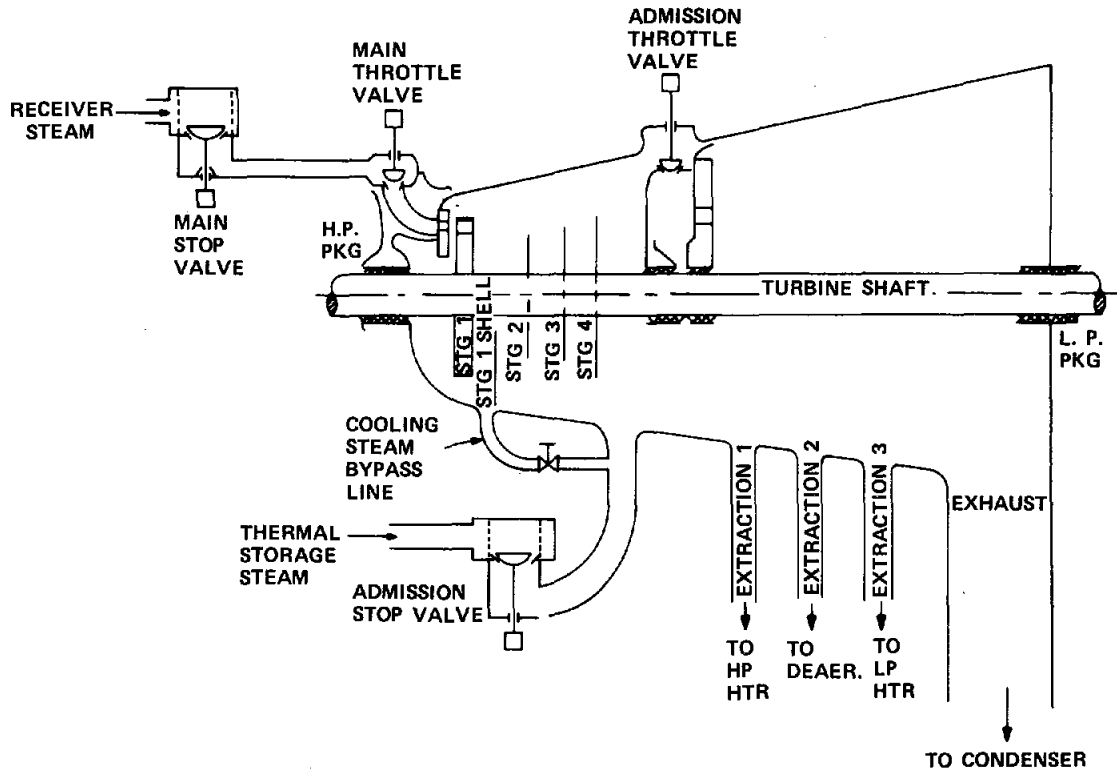 ADMISSION
THROTTLE
VALVE
MAIN
THROTTLE
VALVE
RECEIVER
STEAM
MAIN
STOP
VALVE
H.P.
PKG
TURBINE SHAFT.
STG 1
STG 1 SHELL
STG 2
STG 3
STG 4
L. P.
PKG
COOLING
STEAM
BYPASS
LINE
THERMAL
STORAGE
STEAM
ADMISSION
STOP VALVE
EXTRACTION 1
EXTRACTION 2
EXTRACTION 3
EXHAUST
TO
HP
HTR
TO
DEAER.
TO
LP
HTR
TO CONDENSER